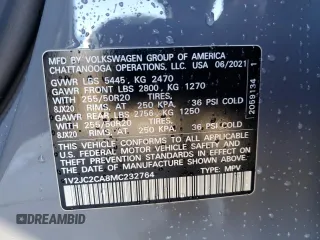 MFD BY VOLKSWAGEN GROUP OF AMERICA
CHATTANOOGA OPERATIONS, LLC. USA 06/2021
GVWR LBS 5445, KG 2470
GAWR FRONT LBS 2800, KG 1270
WITH 255/50R20 TIRES,
8JX20 RIMS, AT 250 KPA, 36 PSI COLD
GAWR REAR LBS 2756, KG 1250
WITH 255/50R20 TIRES,
8JX20 RIMS, AT 250 KPA, 36 PSI COLD
THIS VEHICLE CONFORMS TO ALL APPLICABLE
FEDERAL MOTOR VEHICLE SAFETY AND
THEFT PREVENTION STANDARDS IN EFFECT ON
THE DATE OF MANUFACTURE SHOWN ABOVE.
1V2JC2CA8MC232764 TYPE: MPV
2059134 1
DREAMBID